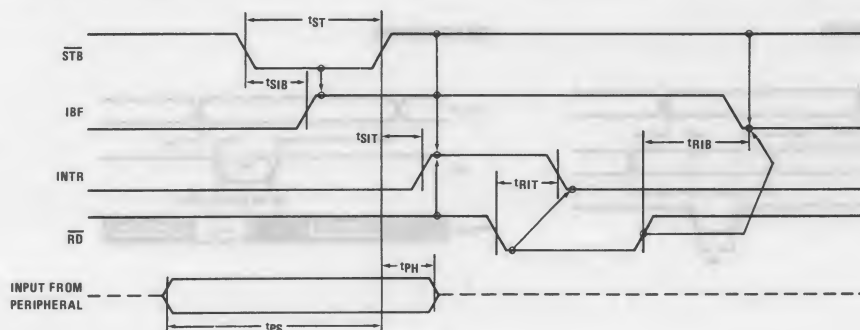 tST
STB
tSIB
IBF
tSIT
tRIB
INTR
tRIT
RD
tPH
INPUT FROM
PERIPHERAL
tPS